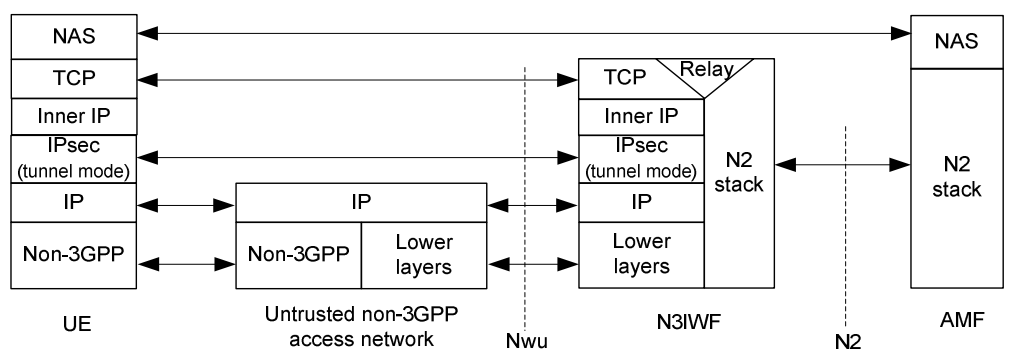 NAS
TCP
Inner IP
IPsec
(tunnel mode)
IP
Non-3GPP
UE
IP
Non-3GPP
Lower
layers
Untrusted non-3GPP
access network
Nwu
TCP
Relay
Inner IP
IPsec
(tunnel mode)
IP
Lower
layers
N2
stack
N3IWF
N2
NAS
N2
stack
AMF